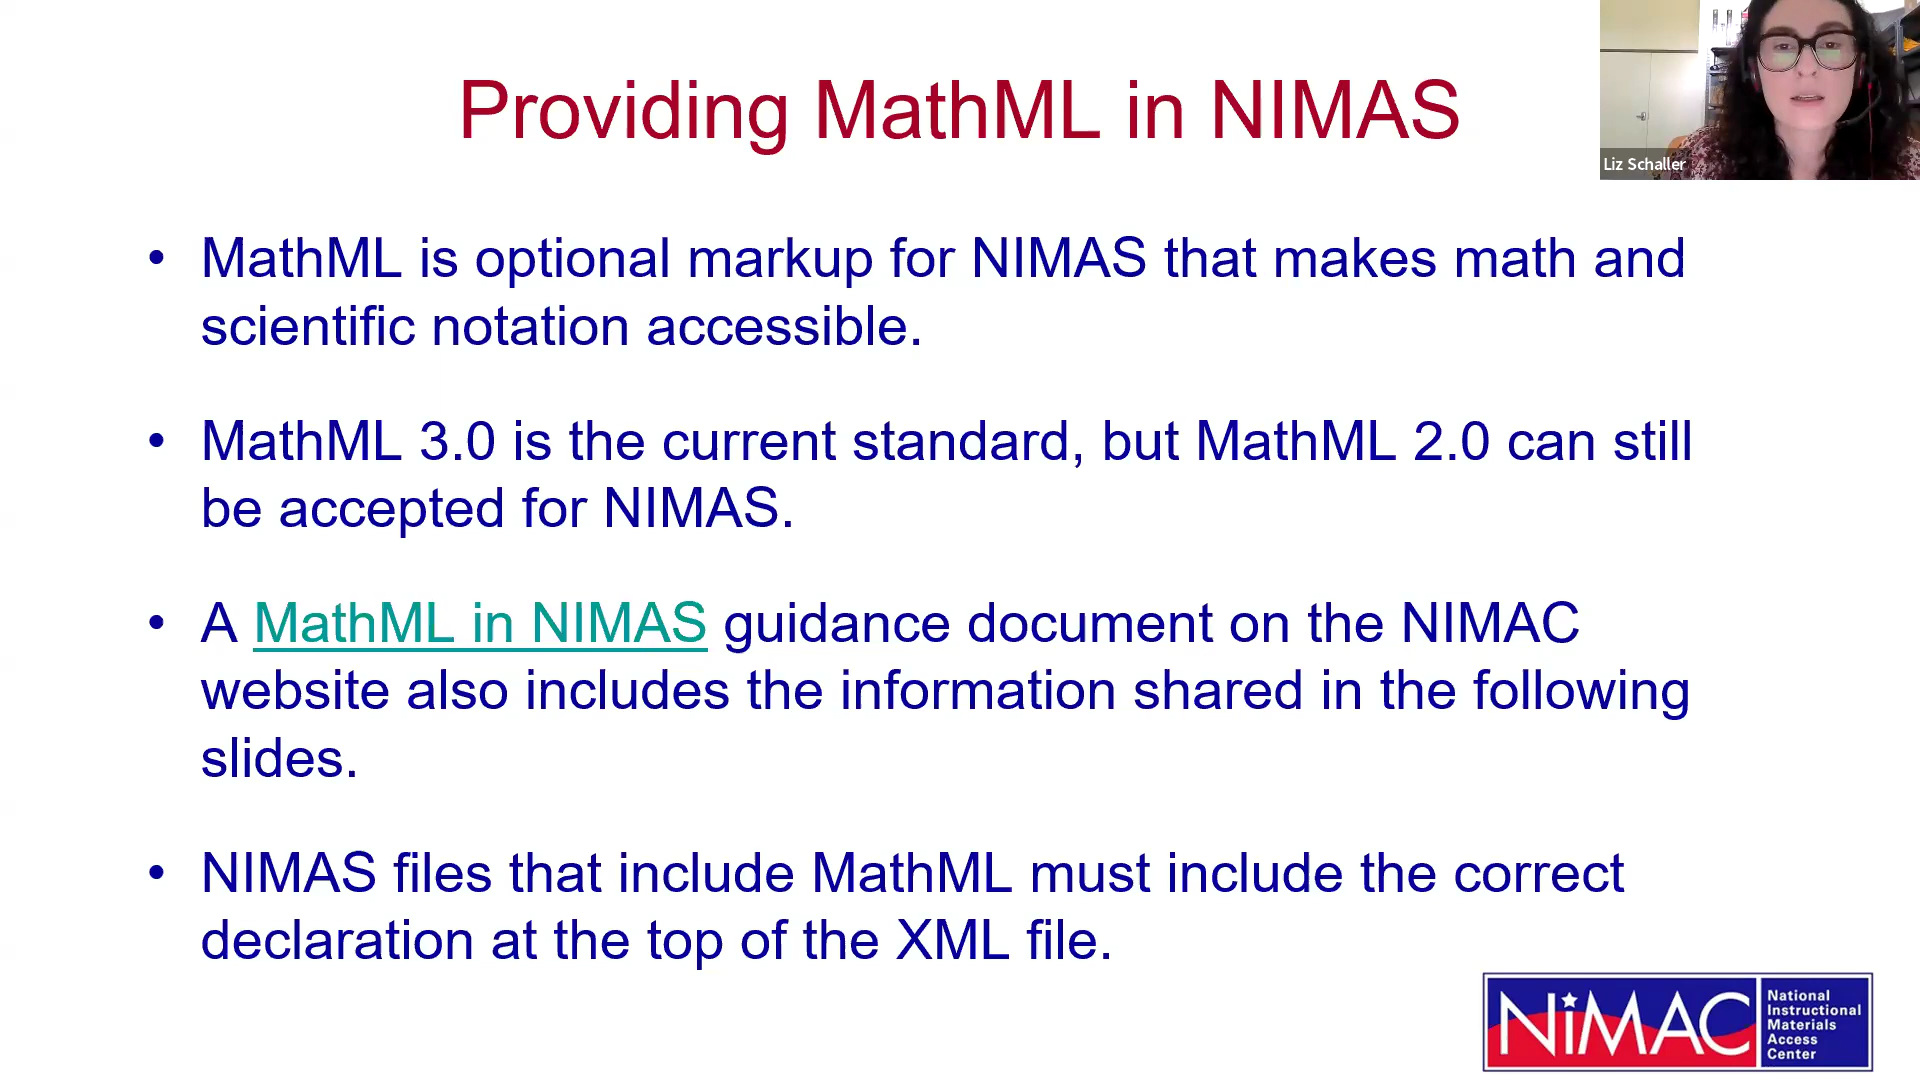 Providing MathML in NIMAS
Liz Schaller
• MathML is optional markup for NIMAS that makes math and
scientific notation accessible.
• MathML 3.0 is the current standard, but MathML 2.0 can still
be accepted for NIMAS.
• A MathML in NIMAS guidance document on the NIMAC
website also includes the information shared in the following
slides.
• NIMAS files that include MathML must include the correct
declaration at the top of the XML file.
NiMAC
National
Instructional
Materials
Access
Center